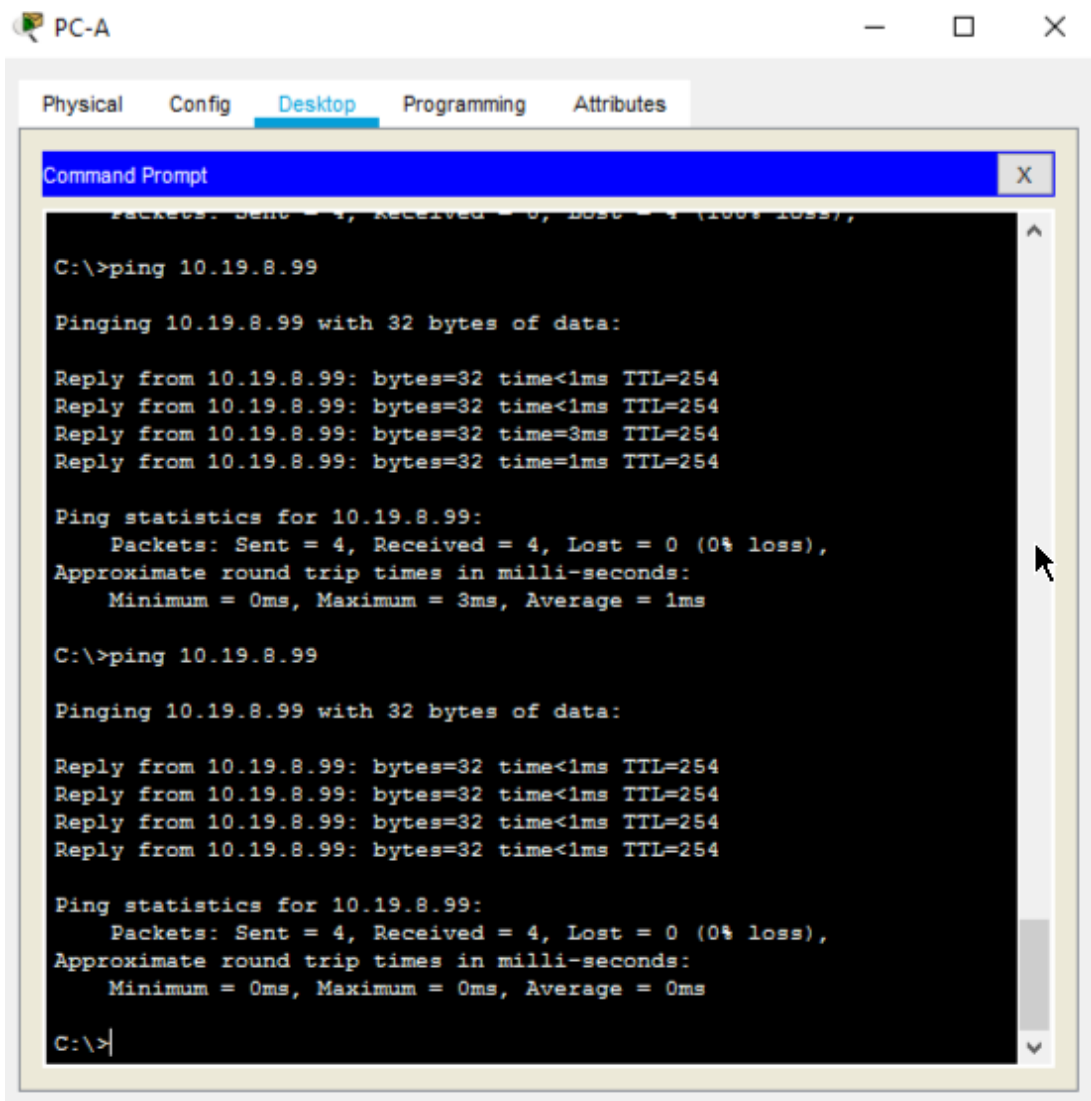 PC-A
Physical Config Desktop Programming Attributes
Command Prompt X
Packets: Sent = 4, Received = 0, Lost = 4 (100% loss),
C:\>ping 10.19.8.99
Pinging 10.19.8.99 with 32 bytes of data:
Reply from 10.19.8.99: bytes=32 time<1ms TTL=254
Reply from 10.19.8.99: bytes=32 time<1ms TTL=254
Reply from 10.19.8.99: bytes=32 time=3ms TTL=254
Reply from 10.19.8.99: bytes=32 time=1ms TTL=254
Ping statistics for 10.19.8.99:
Packets: Sent = 4, Received = 4, Lost = 0 (0% loss),
Approximate round trip times in milli-seconds:
Minimum = 0ms, Maximum = 3ms, Average = 1ms
C:\>ping 10.19.8.99
Pinging 10.19.8.99 with 32 bytes of data:
Reply from 10.19.8.99: bytes=32 time<1ms TTL=254
Reply from 10.19.8.99: bytes=32 time<1ms TTL=254
Reply from 10.19.8.99: bytes=32 time<1ms TTL=254
Reply from 10.19.8.99: bytes=32 time<1ms TTL=254
Ping statistics for 10.19.8.99:
Packets: Sent = 4, Received = 4, Lost = 0 (0% loss),
Approximate round trip times in milli-seconds:
Minimum = 0ms, Maximum = 0ms, Average = 0ms
C:\>